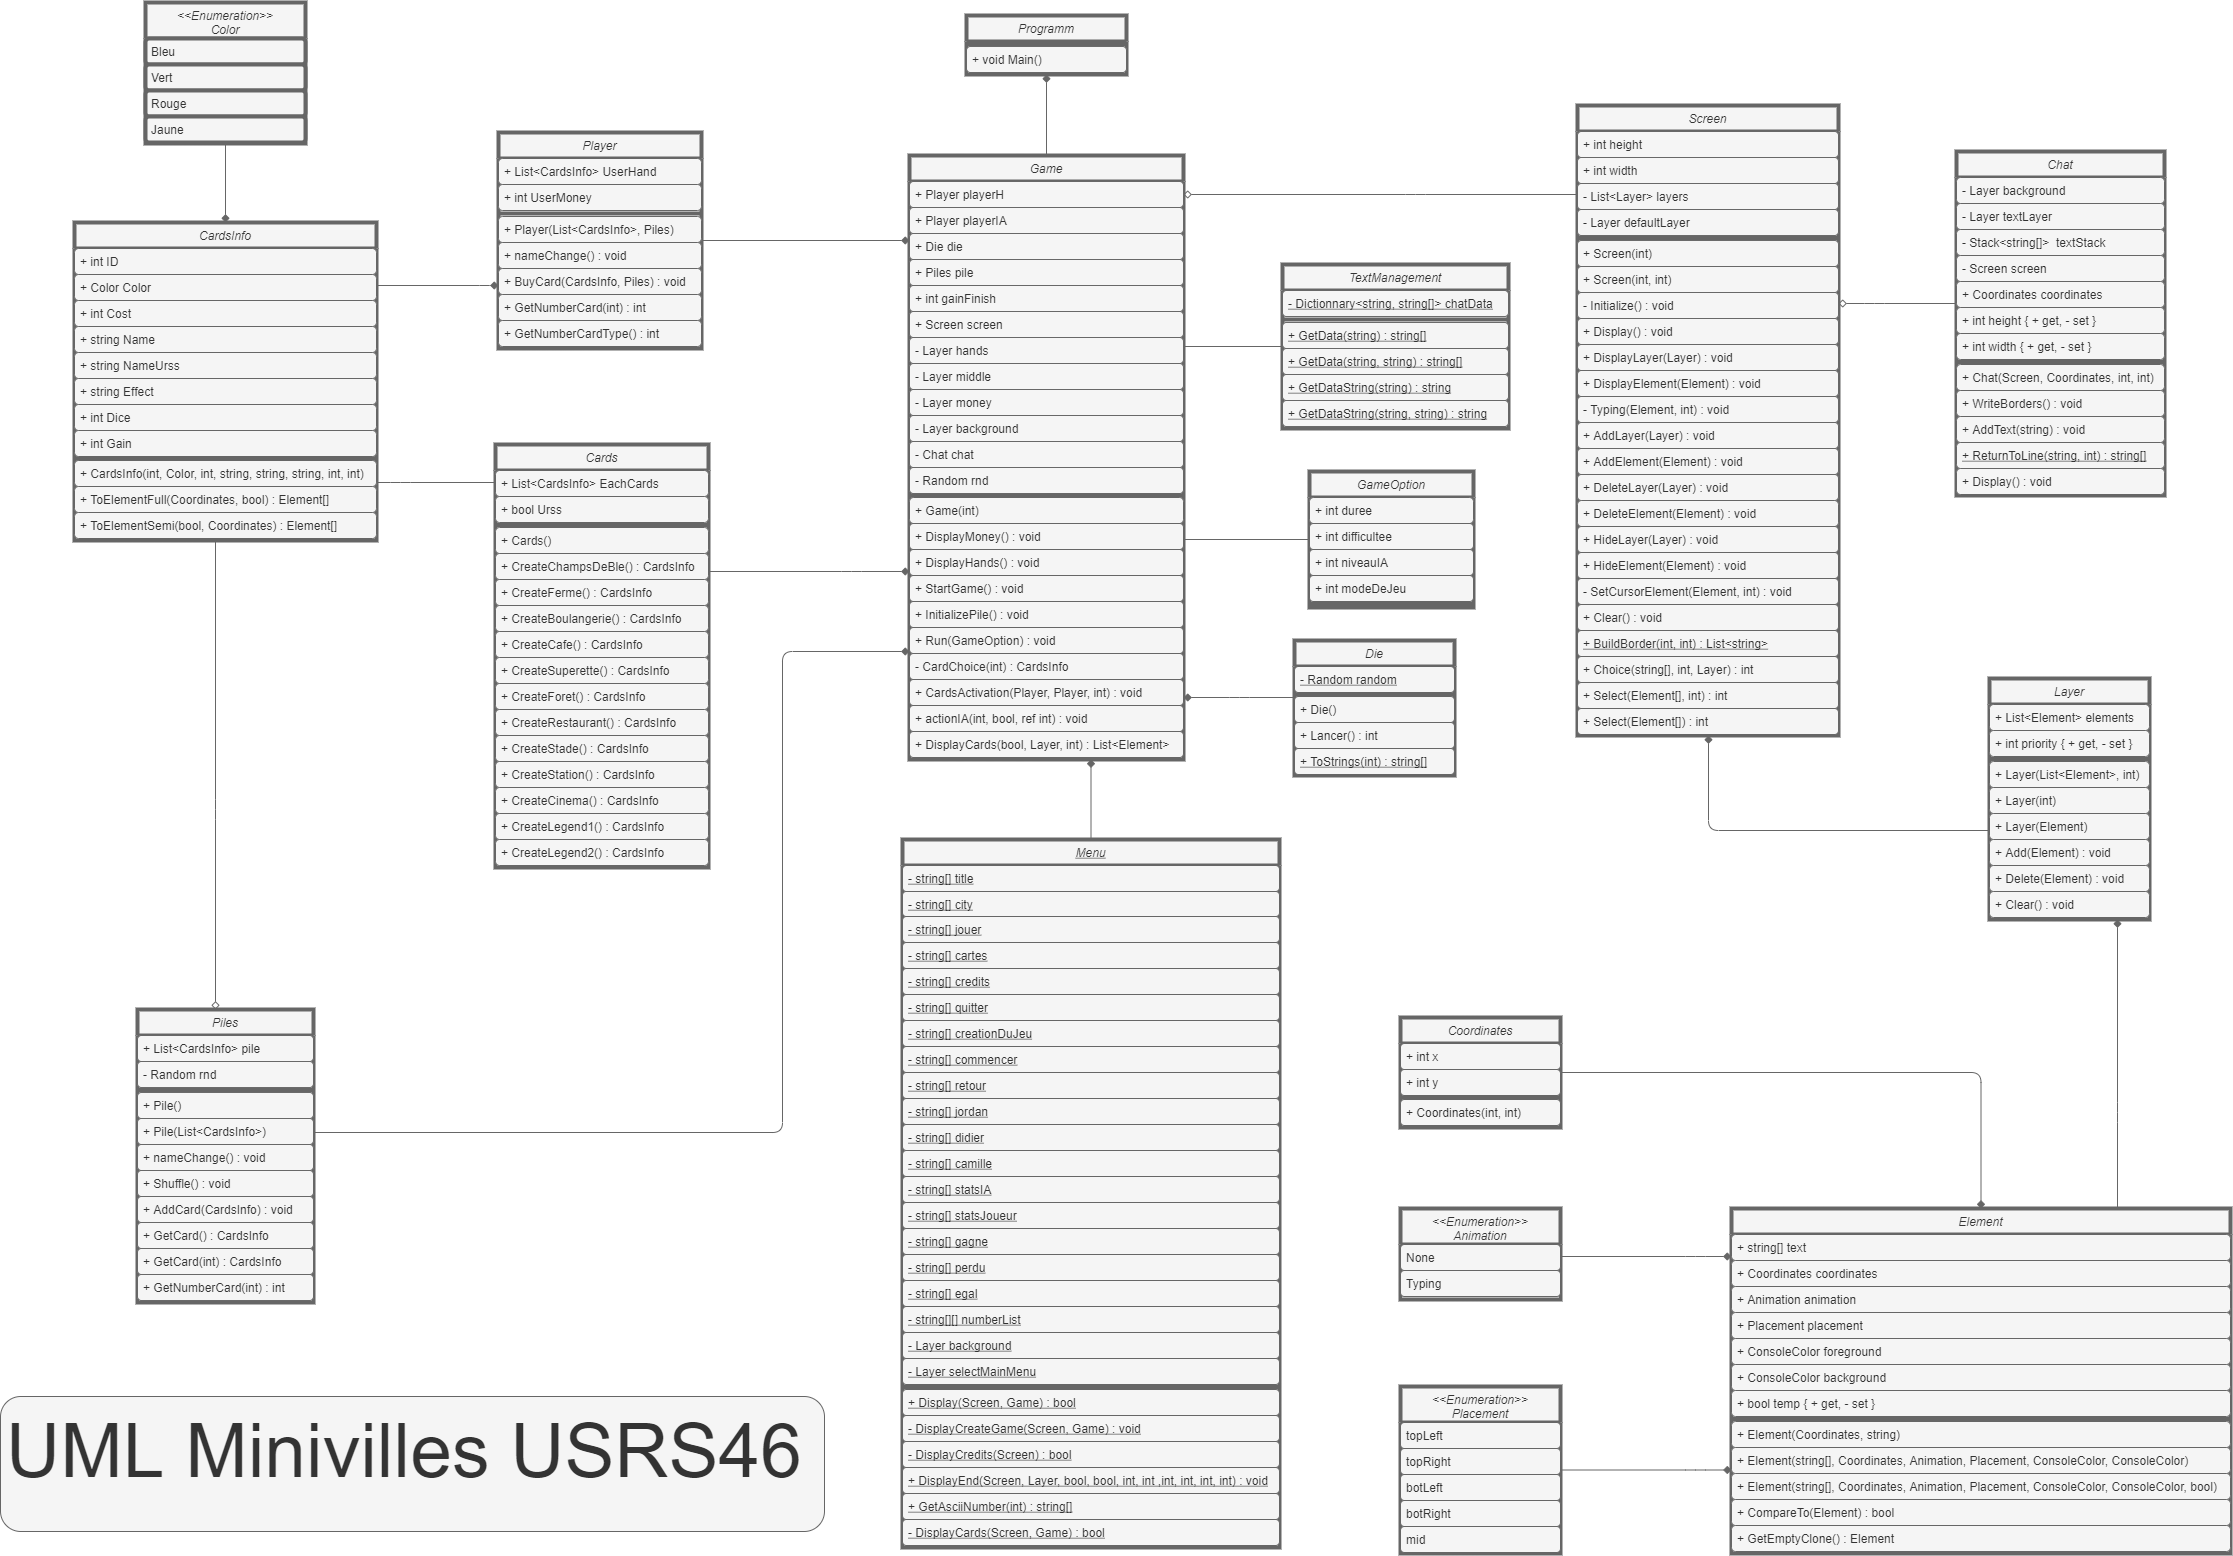 <<Enumeration>>
Color
Bleu
Vert
Rouge
Jaune
CardsInfo
+ int ID
+ Color Color
+ int Cost
+ string Name
+ string NameUrss
+ string Effect
+ int Dice
+ int Gain
+ CardsInfo(int, Color, int, string, string, string, int, int)
+ ToElementFull(Coordinates, bool) : Element[]
+ ToElementSemi(bool, Coordinates) : Element[]
Player
+ List<CardsInfo> UserHand
+ int UserMoney
+ Player(List<CardsInfo>, Piles)
+ nameChange() : void
+ BuyCard(CardsInfo, Piles) : void
+ GetNumberCard(int) : int
+ GetNumberCardType() : int
Cards
+ List<CardsInfo> EachCards
+ bool Urss
+ Cards()
+ CreateChampsDeBle() : CardsInfo
+ CreateFerme() : CardsInfo
+ CreateBoulangerie() : CardsInfo
+ CreateCafe() : CardsInfo
+ CreateSuperette() : CardsInfo
+ CreateForet() : CardsInfo
+ CreateRestaurant() : CardsInfo
+ CreateStade() : CardsInfo
+ CreateStation() : CardsInfo
+ CreateCinema() : CardsInfo
+ CreateLegend1() : CardsInfo
+ CreateLegend2() : CardsInfo
Piles
+ List<CardsInfo> pile
- Random rnd
+ Pile()
+ Pile(List<CardsInfo>)
+ nameChange() : void
+ Shuffle() : void
+ AddCard(CardsInfo) : void
+ GetCard() : CardsInfo
+ GetCard(int) : CardsInfo
+ GetNumberCard(int) : int
UML Minivilles USRS46
Programm
+ void Main()
Game
+ Player playerH
+ Player playerIA
+ Die die
+ Piles pile
+ int gainFinish
+ Screen screen
- Layer hands
- Layer middle
- Layer money
- Layer background
- Chat chat
- Random rnd
+ Game(int)
+ DisplayMoney() : void
+ DisplayHands() : void
+ StartGame() : void
+ InitializePile() : void
+ Run(GameOption) : void
- CardChoice(int) : CardsInfo
+ CardsActivation(Player, Player, int) : void
+ actionIA(int, bool, ref int) : void
+ DisplayCards(bool, Layer, int) : List<Element>
Menu
- string[] title
- string[] city
- string[] jouer
- string[] cartes
- string[] credits
- string[] quitter
- string[] creationDuJeu
- string[] commencer
- string[] retour
- string[] jordan
- string[] didier
- string[] camille
- string[] statsIA
- string[] statsJoueur
- string[] gagne
- string[] perdu
- string[] egal
- string[][] numberList
- Layer background
- Layer selectMainMenu
+ Display(Screen, Game) : bool
- DisplayCreateGame(Screen, Game) : void
- DisplayCredits(Screen) : bool
+ DisplayEnd(Screen, Layer, bool, bool, int, int ,int, int, int, int) : void
+ GetAsciiNumber(int) : string[]
- DisplayCards(Screen, Game) : bool
TextManagement
- Dictionnary<string, string[]> chatData
+ GetData(string) : string[]
+ GetData(string, string) : string[]
+ GetDataString(string) : string
+ GetDataString(string, string) : string
GameOption
+ int duree
+ int difficultee
+ int niveauIA
+ int modeDeJeu
Die
- Random random
+ Die()
+ Lancer() : int
+ ToStrings(int) : string[]
Screen
+ int height
+ int width
- List<Layer> layers
- Layer defaultLayer
+ Screen(int)
+ Screen(int, int)
- Initialize() : void
+ Display() : void
+ DisplayLayer(Layer) : void
+ DisplayElement(Element) : void
- Typing(Element, int) : void
+ AddLayer(Layer) : void
+ AddElement(Element) : void
+ DeleteLayer(Layer) : void
+ DeleteElement(Element) : void
+ HideLayer(Layer) : void
+ HideElement(Element) : void
- SetCursorElement(Element, int) : void
+ Clear() : void
+ BuildBorder(int, int) : List<string>
+ Choice(string[], int, Layer) : int
+ Select(Element[], int) : int
+ Select(Element[]) : int
Chat
- Layer background
- Layer textLayer
- Stack<string[]>  textStack
- Screen screen
+ Coordinates coordinates
+ int height { + get, - set }
+ int width { + get, - set }
+ Chat(Screen, Coordinates, int, int)
+ WriteBorders() : void
+ AddText(string) : void
+ ReturnToLine(string, int) : string[]
+ Display() : void
Layer
+ List<Element> elements
+ int priority { + get, - set }
+ Layer(List<Element>, int)
+ Layer(int)
+ Layer(Element)
+ Add(Element) : void
+ Delete(Element) : void
+ Clear() : void
Coordinates
+ int x
+ int y
+ Coordinates(int, int)
<<Enumeration>>
Animation
None
Typing
<<Enumeration>>
Placement
topLeft
topRight
botLeft
botRight
mid
Element
+ string[] text
+ Coordinates coordinates
+ Animation animation
+ Placement placement
+ ConsoleColor foreground
+ ConsoleColor background
+ bool temp { + get, - set }
+ Element(Coordinates, string)
+ Element(string[], Coordinates, Animation, Placement, ConsoleColor, ConsoleColor)
+ Element(string[], Coordinates, Animation, Placement, ConsoleColor, ConsoleColor, bool)
+ CompareTo(Element) : bool
+ GetEmptyClone() : Element